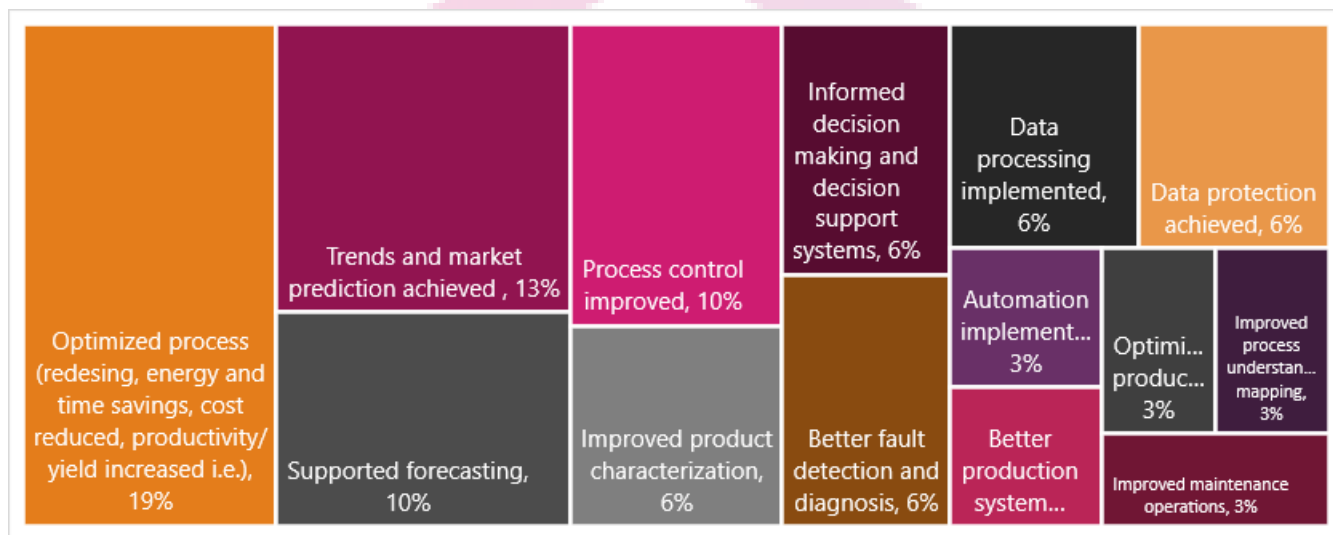 Optimized process
(redesing, energy and
time savings, cost
reduced, productivity/
yield increased i.e.),
19%
Trends and market
prediction achieved , 13%
Supported forecasting,
10%
Process control
improved, 10%
Improved product
characterization,
6%
Informed
decision
making and
decision
support
systems, 6%
Better fault
detection and
diagnosis, 6%
Data
processing
implemented,
6%
Data protection
achieved, 6%
Automation
implement...
3%
Better
production
system...
Optimi...
produc...
3%
Improved
process
understan...
mapping,
3%
Improved maintenance
operations, 3%